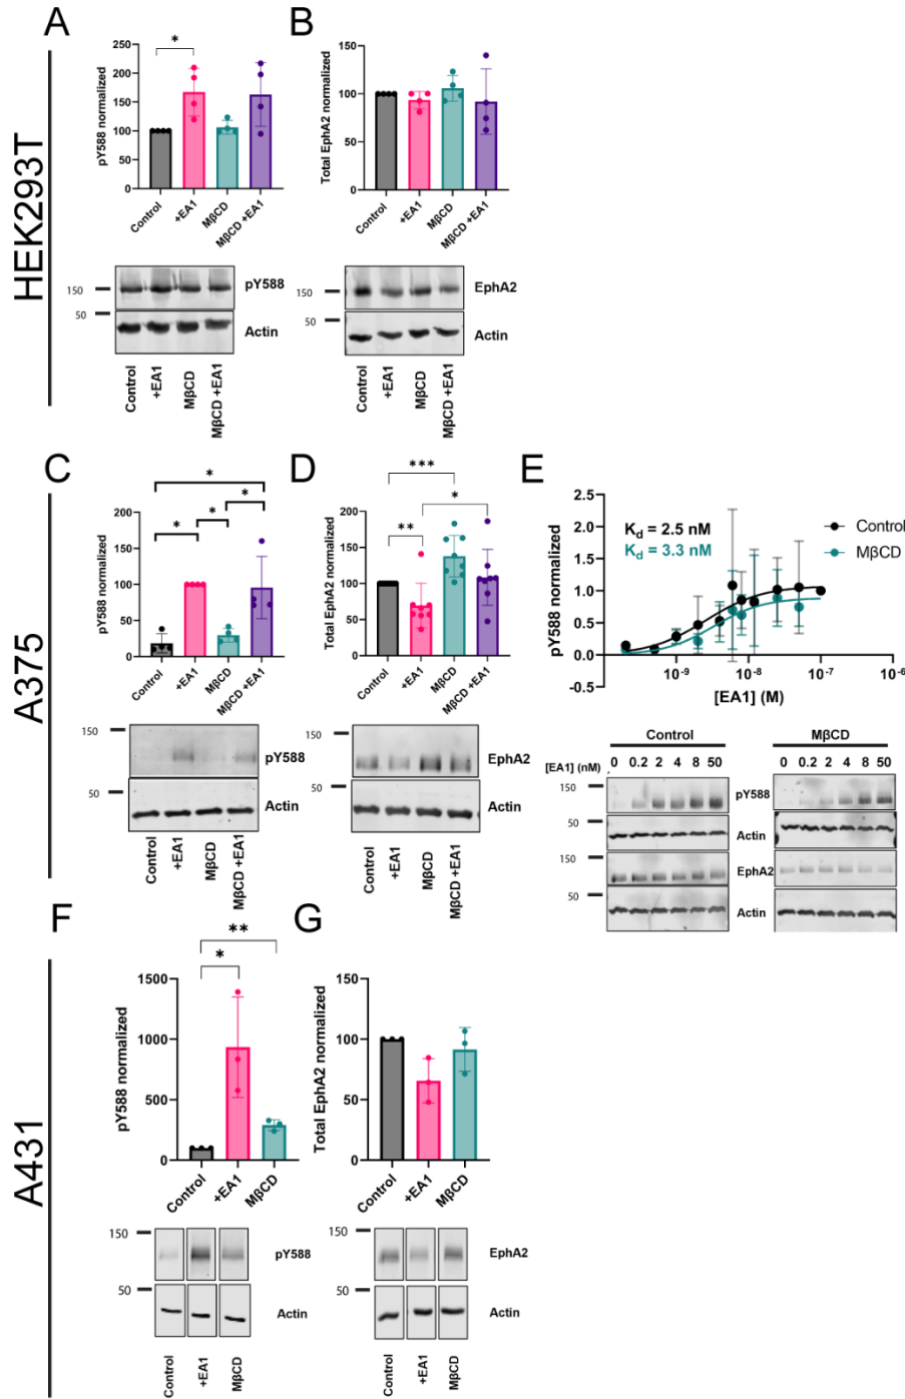 HEK293T
A
pY588 normalized
250
200
150
100
50
0
*
Control
+EA1
MβCD
MβCD +EA1
150
50
pY588
Actin
Control
+EA1
MβCD
MβCD +EA1
B
Total EphA2 normalized
150
100
50
0
Control
+EA1
MβCD
MβCD +EA1
150
50
EphA2
Actin
Control
+EA1
MβCD
MβCD +EA1
A375
C
pY588 normalized
200
150
100
50
0
*
*
*
*
Control
+EA1
MβCD
MβCD +EA1
150
50
pY588
Actin
Control
+EA1
MβCD
MβCD +EA1
D
Total EphA2 normalized
200
150
100
50
0
***
*
**
Control
+EA1
MβCD
MβCD +EA1
150
50
EphA2
Actin
Control
+EA1
MβCD
MβCD +EA1
E
pY588 normalized
2.5
2.0
1.5
1.0
0.5
0.0
-0.5
Kd = 2.5 nM
Kd = 3.3 nM
Control
MβCD
10-9 10-8 10-7 10-6
[EA1] (M)
Control
MβCD
[EA1] (nM) 0 0.2 2 4 8 50
0 0.2 2 4 8 50
150
pY588
50
Actin
150
EphA2
50
Actin
A431
F
pY588 normalized
1500
1000
500
0
**
*
Control
+EA1
MβCD
150
50
pY588
Actin
Control
+EA1
MβCD
G
Total EphA2 normalized
150
100
50
0
Control
+EA1
MβCD
150
50
EphA2
Actin
Control
+EA1
MβCD